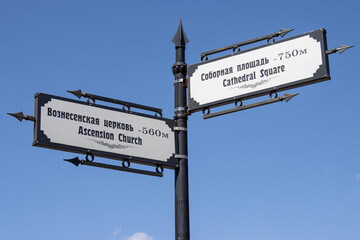 Вознесенская церковь -560м
Ascension Church
Соборная площадь -750м
Cathedral Square